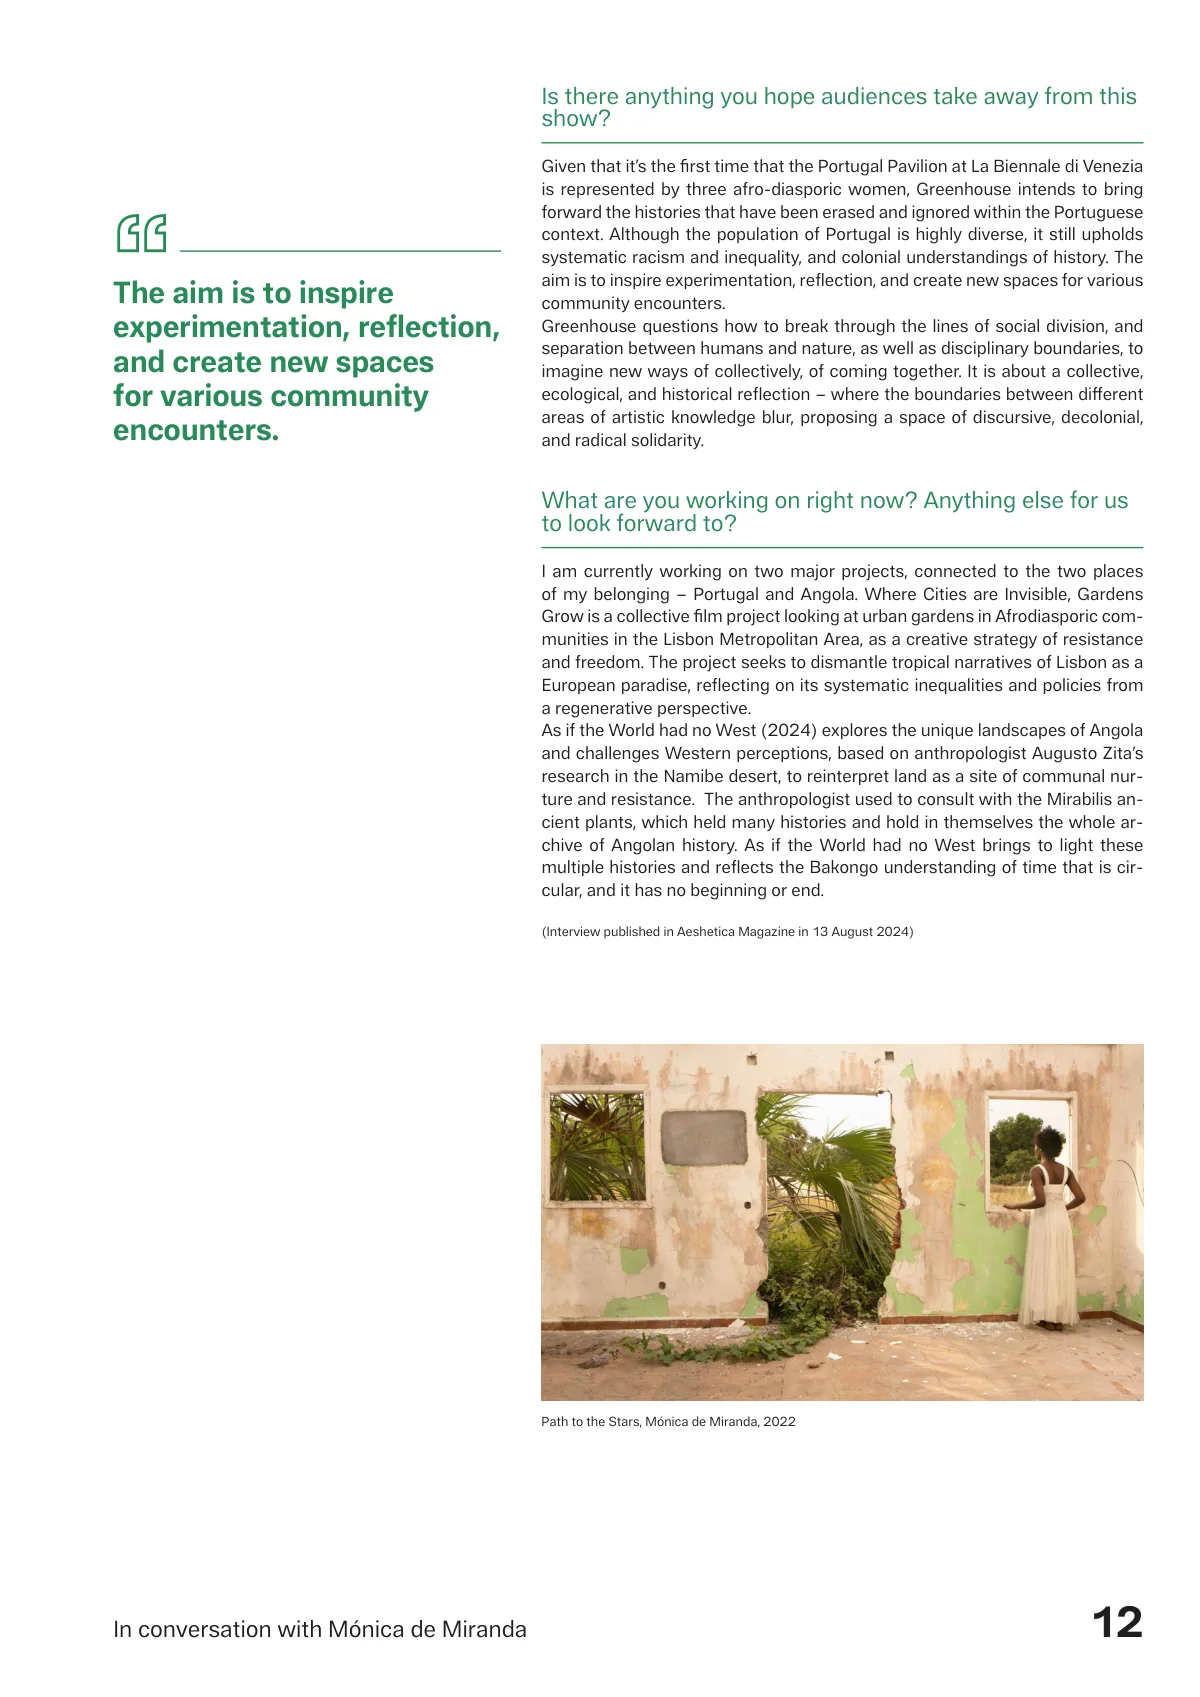 The aim is to inspire
experimentation, reflection,
and create new spaces
for various community
encounters.
Is there anything you hope audiences take away from this
show?
Given that it’s the first time that the Portugal Pavilion at La Biennale di Venezia
is represented by three afro-diasporic women, Greenhouse intends to bring
forward the histories that have been erased and ignored within the Portuguese
context. Although the population of Portugal is highly diverse, it still upholds
systematic racism and inequality, and colonial understandings of history. The
aim is to inspire experimentation, reflection, and create new spaces for various
community encounters.
Greenhouse questions how to break through the lines of social division, and
separation between humans and nature, as well as disciplinary boundaries, to
imagine new ways of collectively, of coming together. It is about a collective,
ecological, and historical reflection – where the boundaries between different
areas of artistic knowledge blur, proposing a space of discursive, decolonial,
and radical solidarity.
What are you working on right now? Anything else for us
to look forward to?
I am currently working on two major projects, connected to the two places
of my belonging – Portugal and Angola. Where Cities are Invisible, Gardens
Grow is a collective film project looking at urban gardens in Afrodiasporic com-
munities in the Lisbon Metropolitan Area, as a creative strategy of resistance
and freedom. The project seeks to dismantle tropical narratives of Lisbon as a
European paradise, reflecting on its systematic inequalities and policies from
a regenerative perspective.
As if the World had no West (2024) explores the unique landscapes of Angola
and challenges Western perceptions, based on anthropologist Augusto Zita’s
research in the Namibe desert, to reinterpret land as a site of communal nur-
ture and resistance.  The anthropologist used to consult with the Mirabilis an-
cient plants, which held many histories and hold in themselves the whole ar-
chive of Angolan history. As if the World had no West brings to light these
multiple histories and reflects the Bakongo understanding of time that is cir-
cular, and it has no beginning or end.
(Interview published in Aeshetica Magazine in 13 August 2024)
Path to the Stars, Mónica de Miranda, 2022
In conversation with Mónica de Miranda
12